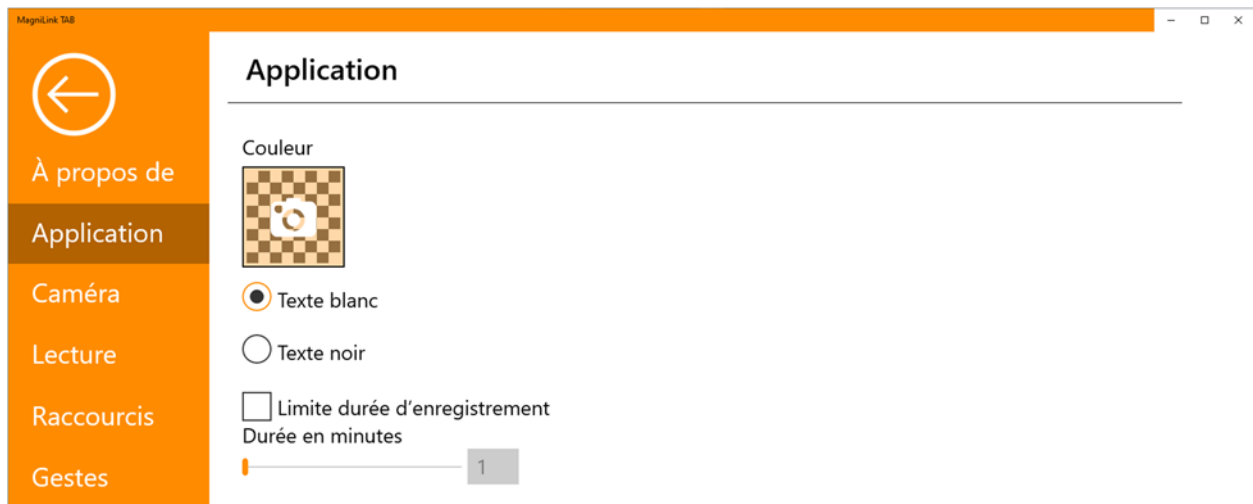 MagniLink TAB
Application
À propos de
Application
Caméra
Lecture
Raccourcis
Gestes
Couleur
Texte blanc
Texte noir
Limite durée d’enregistrement
Durée en minutes
1